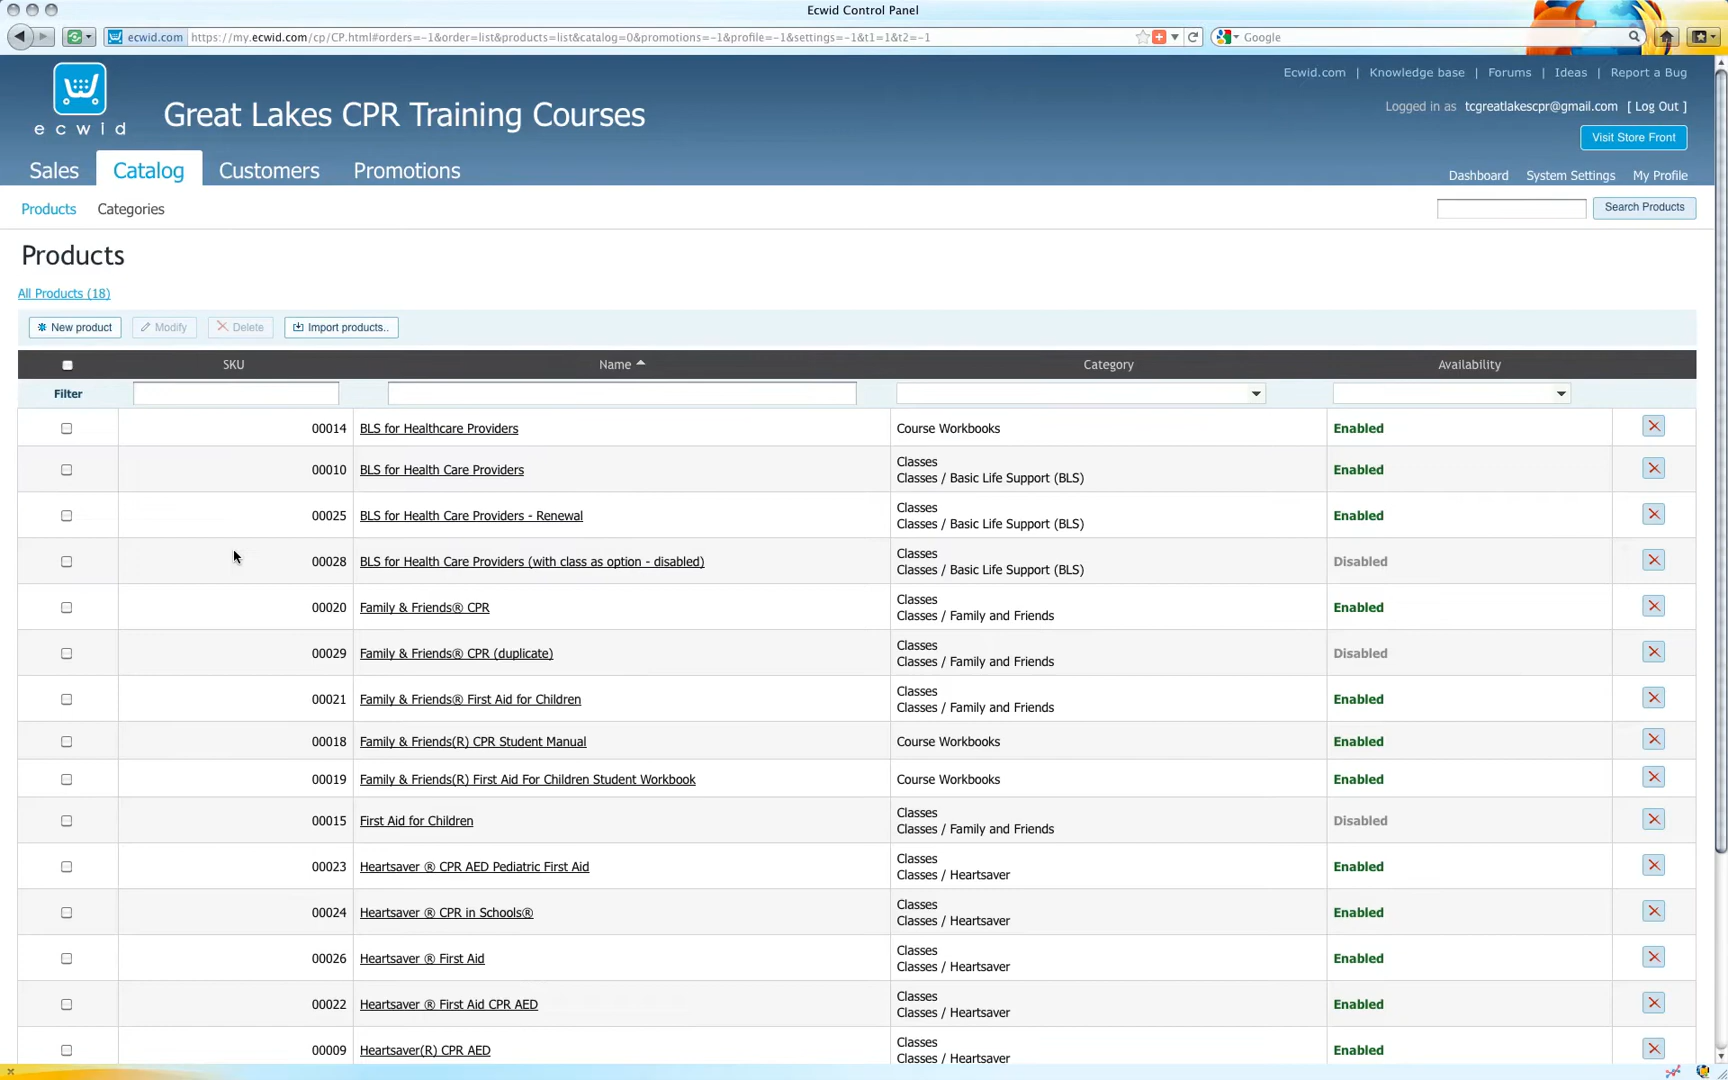 Ecwid Control Panel
ecwid.com https://my.ecwid.com/cp/CP.html#orders=-1&order=list&products=list&catalog=0&promotions=-1&profile=-1&settings=-1&t1=1&t2=-1
Google
Ecwid.com | Knowledge base | Forums | Ideas | Report a Bug
ecwid
Great Lakes CPR Training Courses
Logged in as tcgreatlakescpr@gmail.com [ Log Out ]
Visit Store Front
Sales Catalog Customers Promotions
Dashboard System Settings My Profile
Products Categories
Search Products
Products
All Products (18)
New product Modify Delete Import products..
SKU Name Category Availability
Filter
00014 BLS for Healthcare Providers Course Workbooks Enabled
00010 BLS for Health Care Providers Classes Enabled
Classes / Basic Life Support (BLS)
00025 BLS for Health Care Providers - Renewal Classes Enabled
Classes / Basic Life Support (BLS)
00028 BLS for Health Care Providers (with class as option - disabled) Classes Disabled
Classes / Basic Life Support (BLS)
00020 Family & Friends® CPR Classes Enabled
Classes / Family and Friends
00029 Family & Friends® CPR (duplicate) Classes Disabled
Classes / Family and Friends
00021 Family & Friends® First Aid for Children Classes Enabled
Classes / Family and Friends
00018 Family & Friends(R) CPR Student Manual Course Workbooks Enabled
00019 Family & Friends(R) First Aid For Children Student Workbook Course Workbooks Enabled
00015 First Aid for Children Classes Disabled
Classes / Family and Friends
00023 Heartsaver ® CPR AED Pediatric First Aid Classes Enabled
Classes / Heartsaver
00024 Heartsaver ® CPR in Schools® Classes Enabled
Classes / Heartsaver
00026 Heartsaver ® First Aid Classes Enabled
Classes / Heartsaver
00022 Heartsaver ® First Aid CPR AED Classes Enabled
Classes / Heartsaver
00009 Heartsaver(R) CPR AED Classes Enabled
Classes / Heartsaver